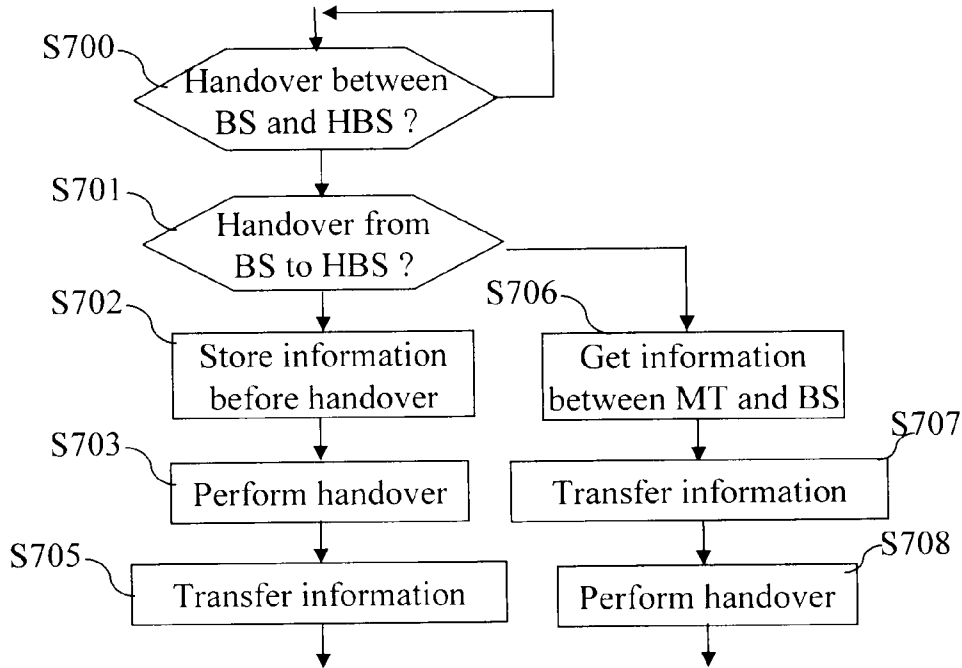 S700
Handover between
BS and HBS ?
S701
Handover from
BS to HBS ?
S702
Store information
before handover
S703
Perform handover
S705
Transfer information
S706
Get information
between MT and BS
S707
Transfer information
S708
Perform handover